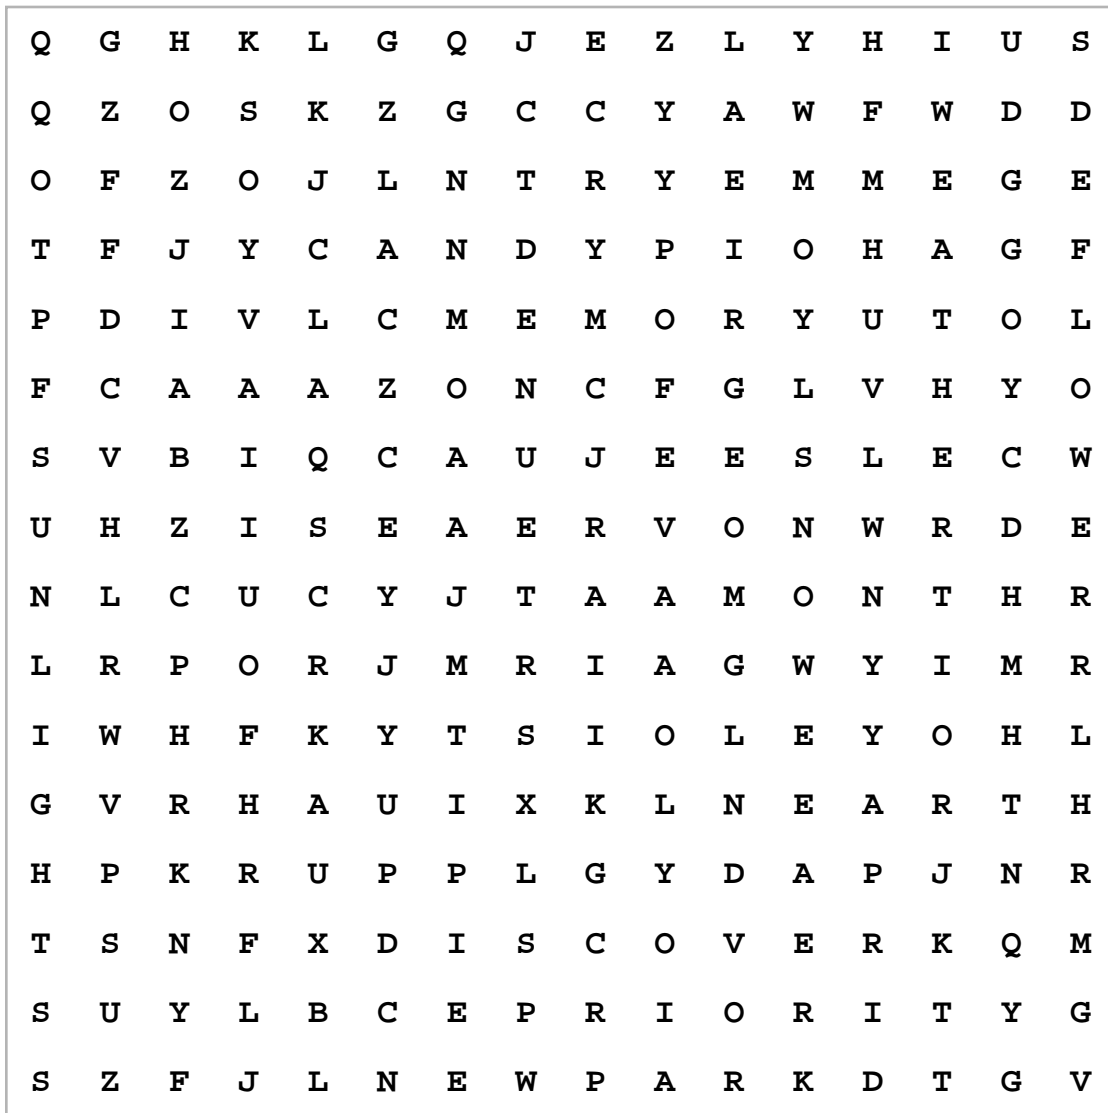 Q G H K L G Q J E Z L Y H I U S
Q Z O S K Z G C C Y A W F W D D
O F Z O J L N T R Y E M M E G E
T F J Y C A N D Y P I O H A G F
P D I V L C M E M O R Y U T O L
F C A A A Z O N C F G L V H Y O
S V B I Q C A U J E E S L E C W
U H Z I S E A E R V O N W R D E
N L C U C Y J T A A M O N T H R
L R P O R J M R I A G W Y I M R
I W H F K Y T S I O L E Y O H L
G V R H A U I X K L N E A R T H
H P K R U P P L G Y D A P J N R
T S N F X D I S C O V E R K Q M
S U Y L B C E P R I O R I T Y G
S Z F J L N E W P A R K D T G V